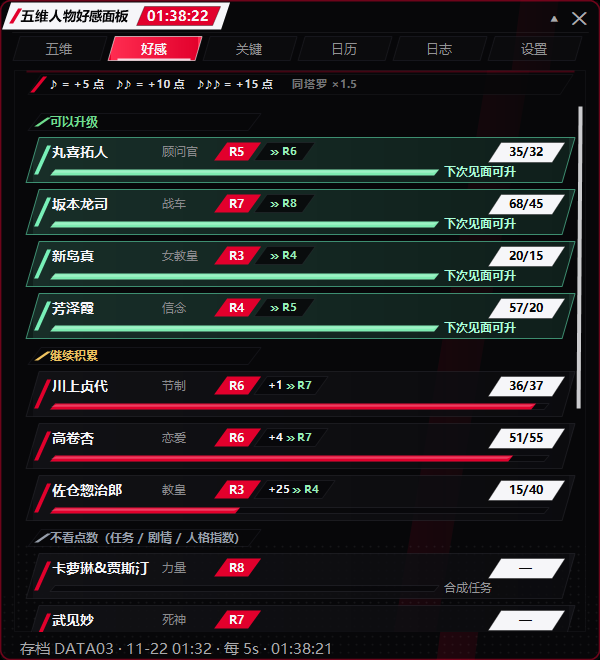 五维人物好感面板 01:38:22
五维 好感 关键 日历 日志 设置
♪ = +5 点 ♪♪ = +10 点 ♪♪♪ = +15 点 同塔罗 ×1.5
可以升级
丸喜拓人 顾问官 R5 » R6 35/32
下次见面可升
坂本龙司 战车 R7 » R8 68/45
下次见面可升
新岛真 女教皇 R3 » R4 20/15
下次见面可升
芳泽霞 信念 R4 » R5 57/20
下次见面可升
继续积累
川上贞代 节制 R6 +1 » R7 36/37
高卷杏 恋爱 R6 +4 » R7 51/55
佐仓惣治郎 教皇 R3 +25 » R4 15/40
不看点数（任务 / 剧情 / 人格指数）
卡萝琳&贾斯汀 力量 R8 —
合成任务
武见妙 死神 R7 —
存档 DATA03 · 11-22 01:32 · 每 5s · 01:38:21